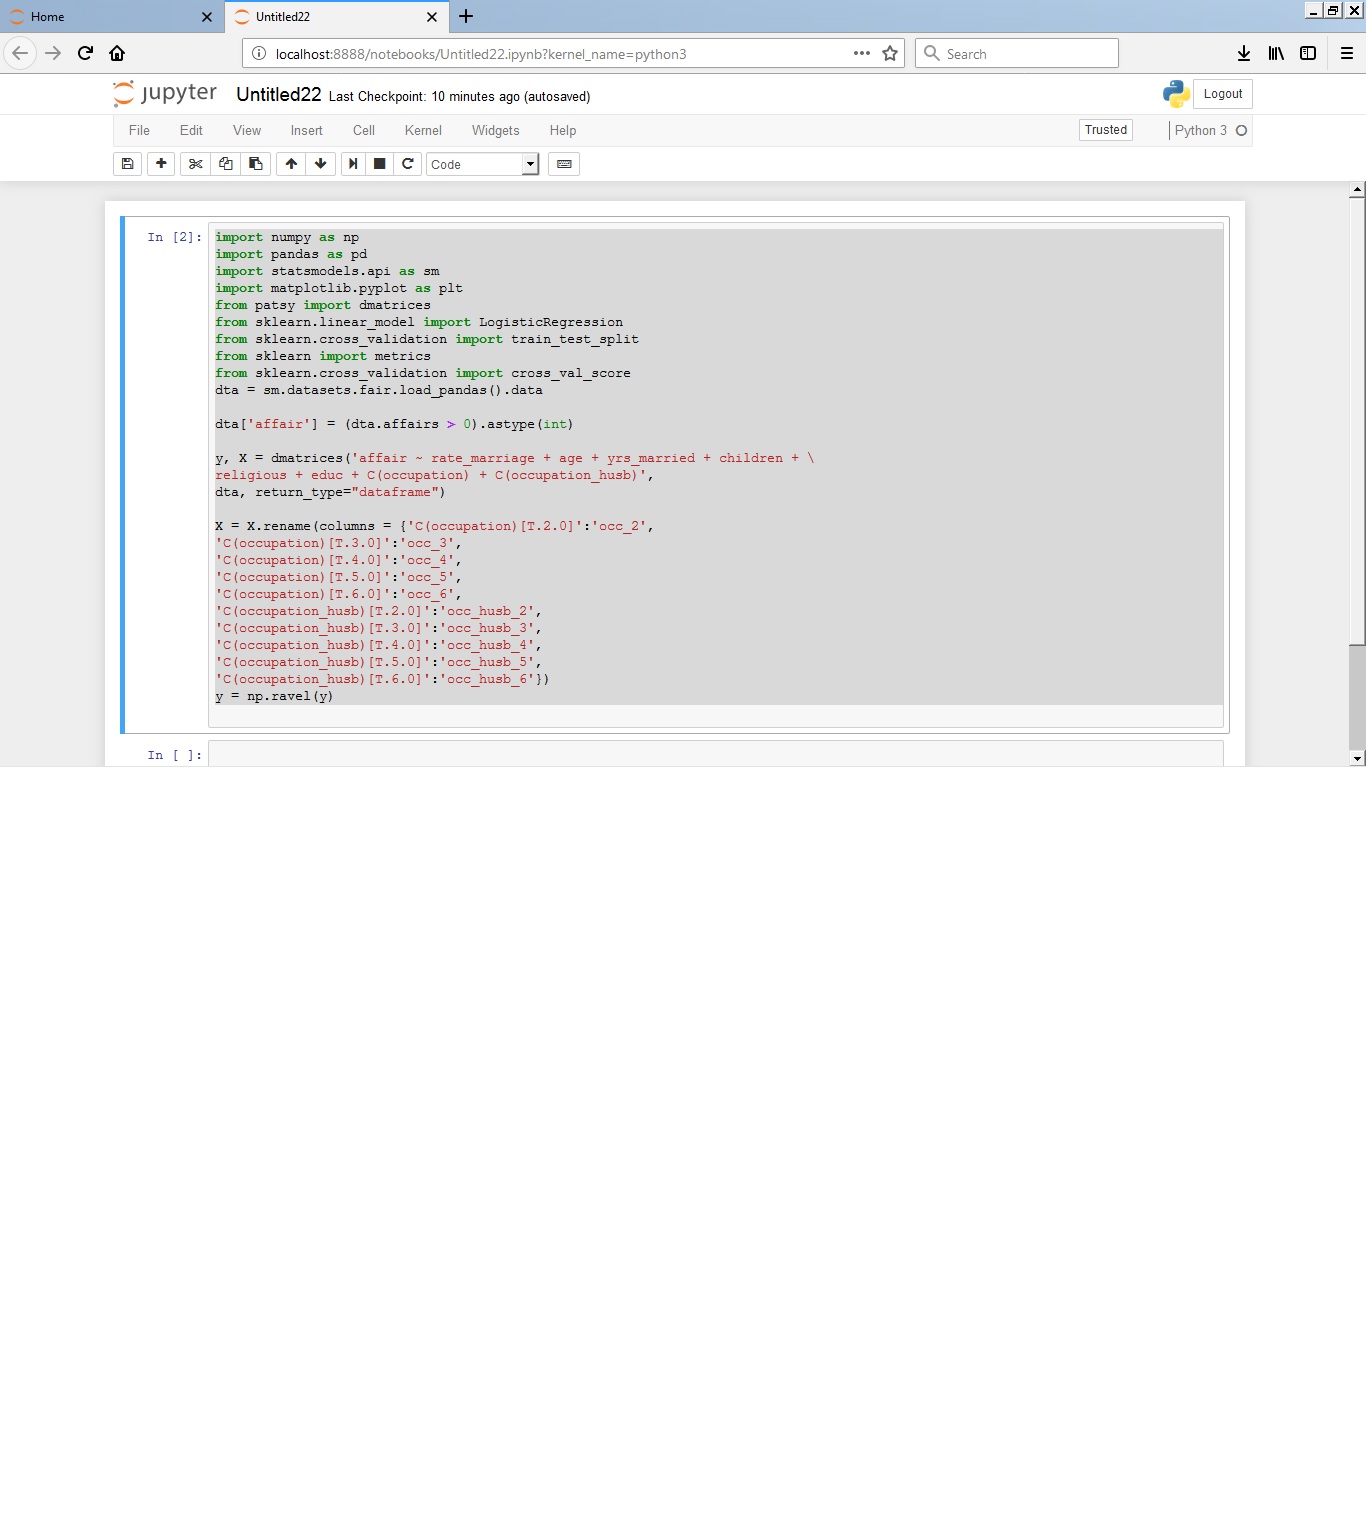 Home
Untitled22
localhost:8888/notebooks/Untitled22.ipynb?kernel_name=python3
Search
jupyter Untitled22 Last Checkpoint: 10 minutes ago (autosaved)
Logout
File Edit View Insert Cell Kernel Widgets Help
Trusted
Python 3
Code
In [2]:
import numpy as np
import pandas as pd
import statsmodels.api as sm
import matplotlib.pyplot as plt
from patsy import dmatrices
from sklearn.linear_model import LogisticRegression
from sklearn.cross_validation import train_test_split
from sklearn import metrics
from sklearn.cross_validation import cross_val_score
dta = sm.datasets.fair.load_pandas().data
dta['affair'] = (dta.affairs > 0).astype(int)
y, X = dmatrices('affair ~ rate_marriage + age + yrs_married + children + \
religious + educ + C(occupation) + C(occupation_husb)',
dta, return_type="dataframe")
X = X.rename(columns = {'C(occupation)[T.2.0]':'occ_2',
'C(occupation)[T.3.0]':'occ_3',
'C(occupation)[T.4.0]':'occ_4',
'C(occupation)[T.5.0]':'occ_5',
'C(occupation)[T.6.0]':'occ_6',
'C(occupation_husb)[T.2.0]':'occ_husb_2',
'C(occupation_husb)[T.3.0]':'occ_husb_3',
'C(occupation_husb)[T.4.0]':'occ_husb_4',
'C(occupation_husb)[T.5.0]':'occ_husb_5',
'C(occupation_husb)[T.6.0]':'occ_husb_6'})
y = np.ravel(y)
In [ ]: